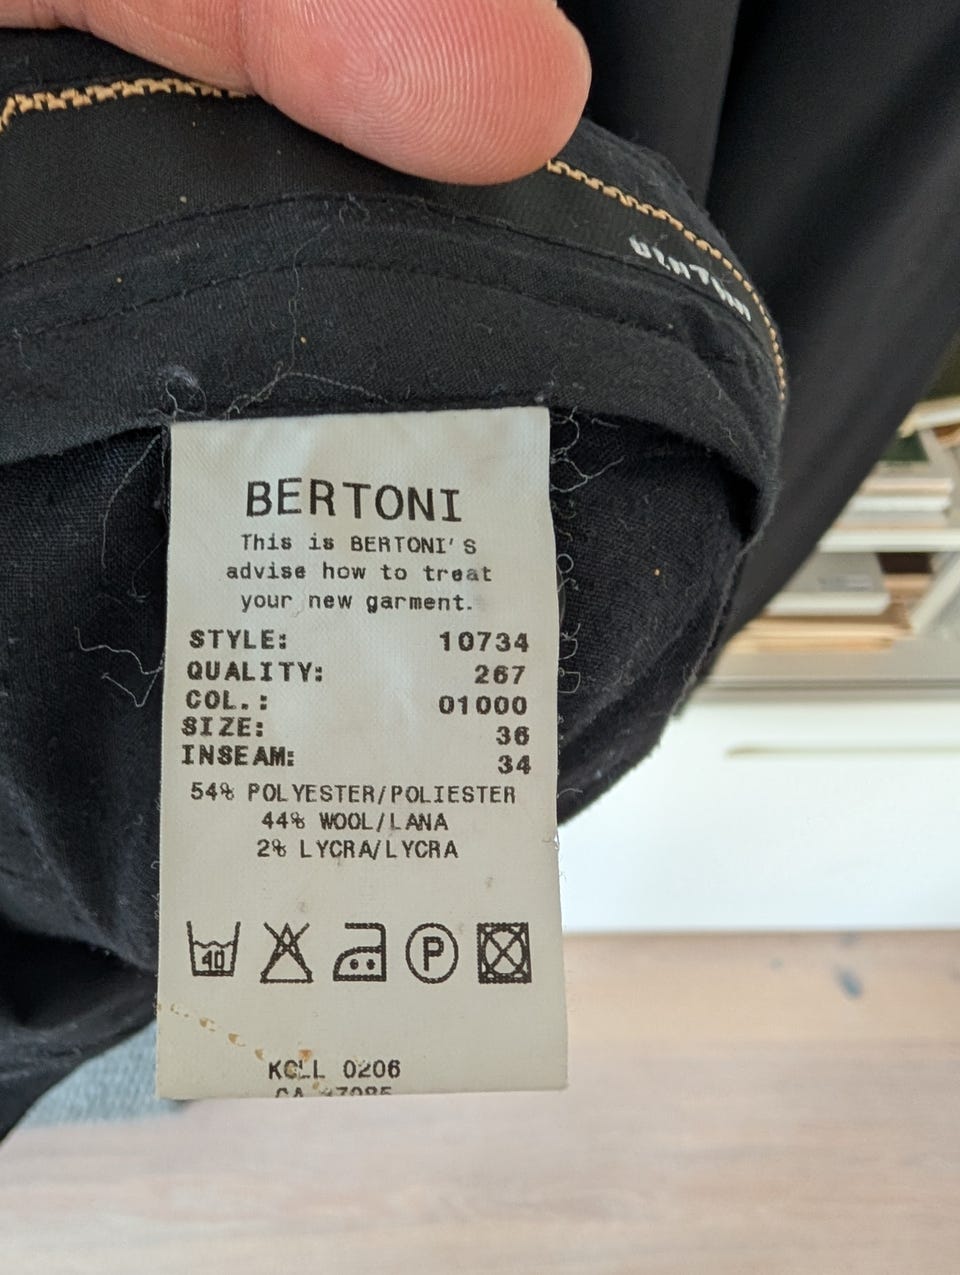 BERTONI
This is BERTONI'S
advise how to treat
your new garment.
STYLE: 10734
QUALITY: 267
COL.: 01000
SIZE: 36
INSEAM: 34
54% POLYESTER/POLIESTER
44% WOOL/LANA
2% LYCRA/LYCRA
40
P
KCLL 0206
CA